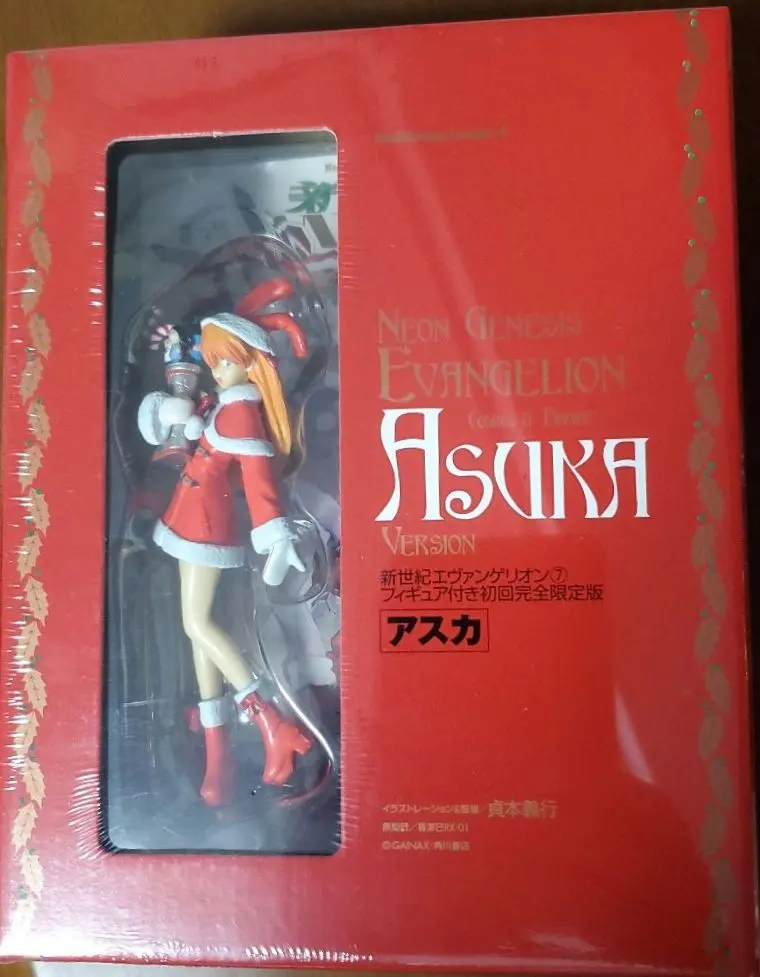 NEON GENESIS
EVANGELION
ASUKA
VERSION
新世紀エヴァンゲリオン⑦
フィギュア付き初回完全限定版
アスカ
イラストレーション&監修/貞本義行
©GAINAX/角川書店